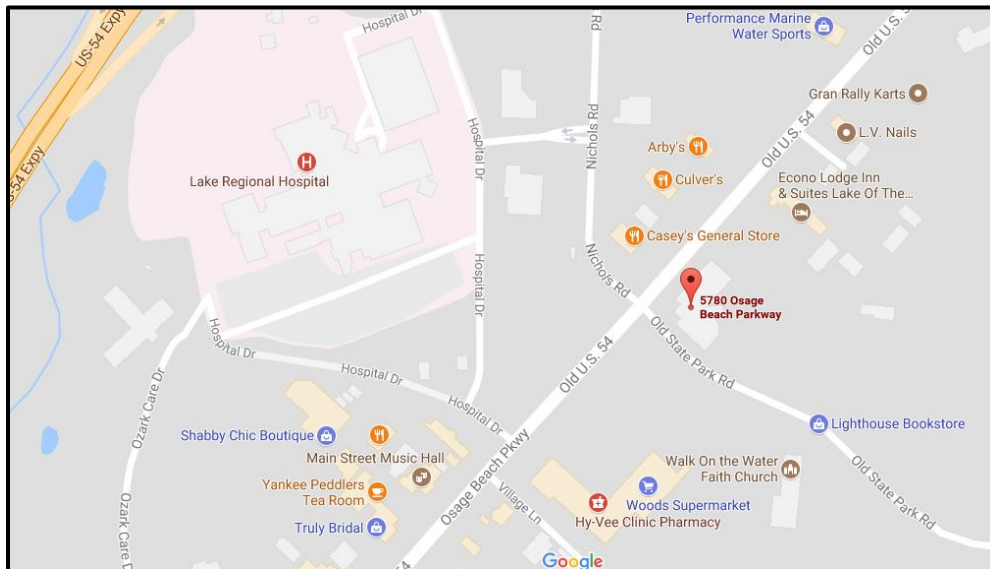 US-54 Expy
Hospital Dr
Rd
Performance Marine
Water Sports
Old U.S. 5
Gran Rally Karts
S-54 Expy
Hospital Dr
Nichols Rd
Old U.S. 54
L.V. Nails
Arby's
H
Lake Regional Hospital
Culver's
Econo Lodge Inn
& Suites Lake Of The...
Casey's General Store
Hospital Dr
Nichols Rd
5780 Osage
Beach Parkway
Hospital Dr
Old U.S. 54
Old State Park Rd
Hospital Dr
Ozark Care Dr
Hospital Dr
Lighthouse Bookstore
Shabby Chic Boutique
Main Street Music Hall
Osage Beach Pkwy
Walk On the Water
Faith Church
Yankee Peddlers
Tea Room
Woods Supermarket
Old State Park Rd
Village Ln
Hy-Vee Clinic Pharmacy
Truly Bridal
Ozark Care D
54
Google